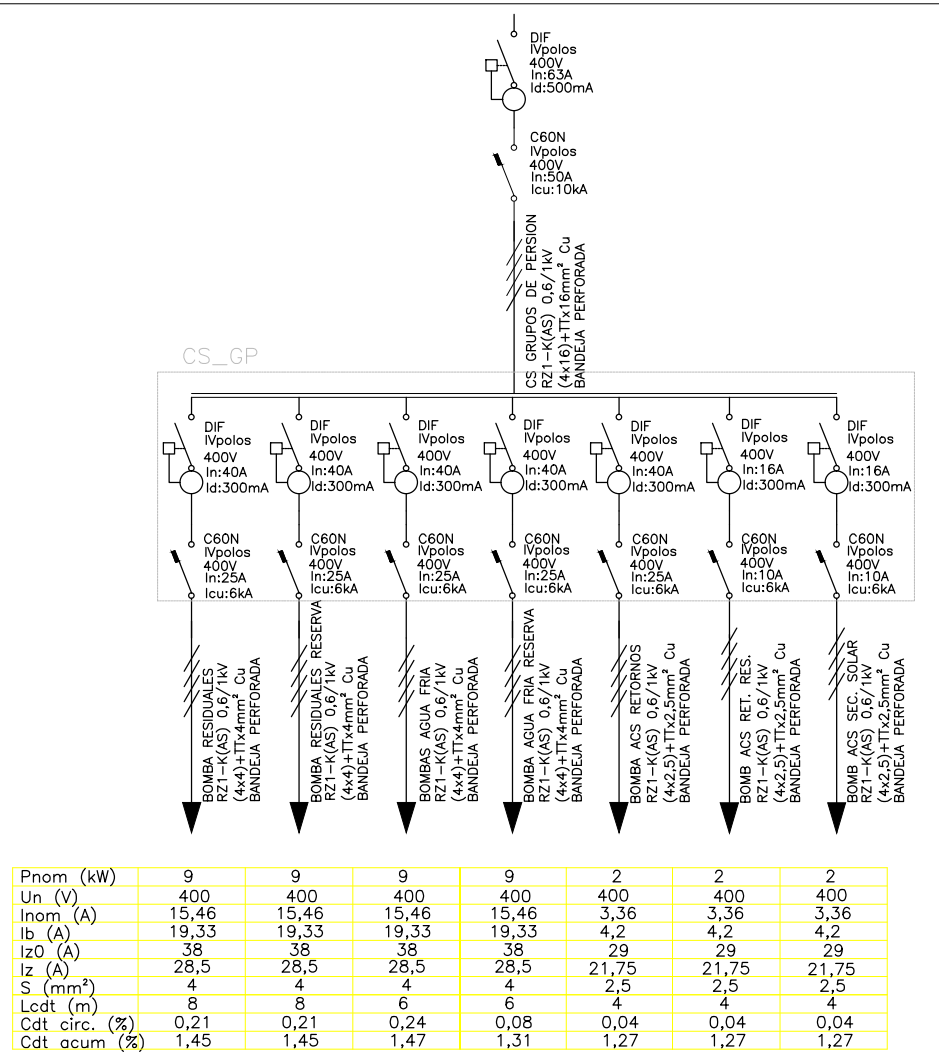 DIF
IVpolos
400V
In:63A
Id:500mA
C60N
IVpolos
400V
In:50A
Icu:10kA
CS GRUPOS DE PERSION
RZ1-K(AS) 0,6/1kV
(4x16)+TTx16mm² Cu
BANDEJA PERFORADA
CS_GP
DIF
IVpolos
400V
In:40A
Id:300mA
DIF
IVpolos
400V
In:40A
Id:300mA
DIF
IVpolos
400V
In:40A
Id:300mA
DIF
IVpolos
400V
In:40A
Id:300mA
DIF
IVpolos
400V
In:40A
Id:300mA
DIF
IVpolos
400V
In:16A
Id:300mA
DIF
IVpolos
400V
In:16A
Id:300mA
C60N
IVpolos
400V
In:25A
Icu:6kA
C60N
IVpolos
400V
In:25A
Icu:6kA
C60N
IVpolos
400V
In:25A
Icu:6kA
C60N
IVpolos
400V
In:25A
Icu:6kA
C60N
IVpolos
400V
In:25A
Icu:6kA
C60N
IVpolos
400V
In:10A
Icu:6kA
C60N
IVpolos
400V
In:10A
Icu:6kA
BOMBA RESIDUALES
RZ1-K(AS) 0,6/1kV
(4x4)+TTx4mm² Cu
BANDEJA PERFORADA
BOMBA RESIDUALES RESERVA
RZ1-K(AS) 0,6/1kV
(4x4)+TTx4mm² Cu
BANDEJA PERFORADA
BOMBAS AGUA FRIA
RZ1-K(AS) 0,6/1kV
(4x4)+TTx4mm² Cu
BANDEJA PERFORADA
BOMBA AGUA FRIA RESERVA
RZ1-K(AS) 0,6/1kV
(4x4)+TTx4mm² Cu
BANDEJA PERFORADA
BOMBA ACS RETORNOS
RZ1-K(AS) 0,6/1kV
(4x2,5)+TTx2,5mm² Cu
BANDEJA PERFORADA
BOMB ACS RET. RES.
RZ1-K(AS) 0,6/1kV
(4x2,5)+TTx2,5mm² Cu
BANDEJA PERFORADA
BOMB ACS SEC. SOLAR
RZ1-K(AS) 0,6/1kV
(4x2,5)+TTx2,5mm² Cu
BANDEJA PERFORADA
Pnom (kW) 9 9 9 9 2 2 2
Un (V) 400 400 400 400 400 400 400
Inom (A) 15,46 15,46 15,46 15,46 3,36 3,36 3,36
Ib (A) 19,33 19,33 19,33 19,33 4,2 4,2 4,2
Iz0 (A) 38 38 38 38 29 29 29
Iz (A) 28,5 28,5 28,5 28,5 21,75 21,75 21,75
S (mm²) 4 4 4 4 2,5 2,5 2,5
Lcdt (m) 8 8 6 6 4 4 4
Cdt circ. (%) 0,21 0,21 0,24 0,08 0,04 0,04 0,04
Cdt acum (%) 1,45 1,45 1,47 1,31 1,27 1,27 1,27